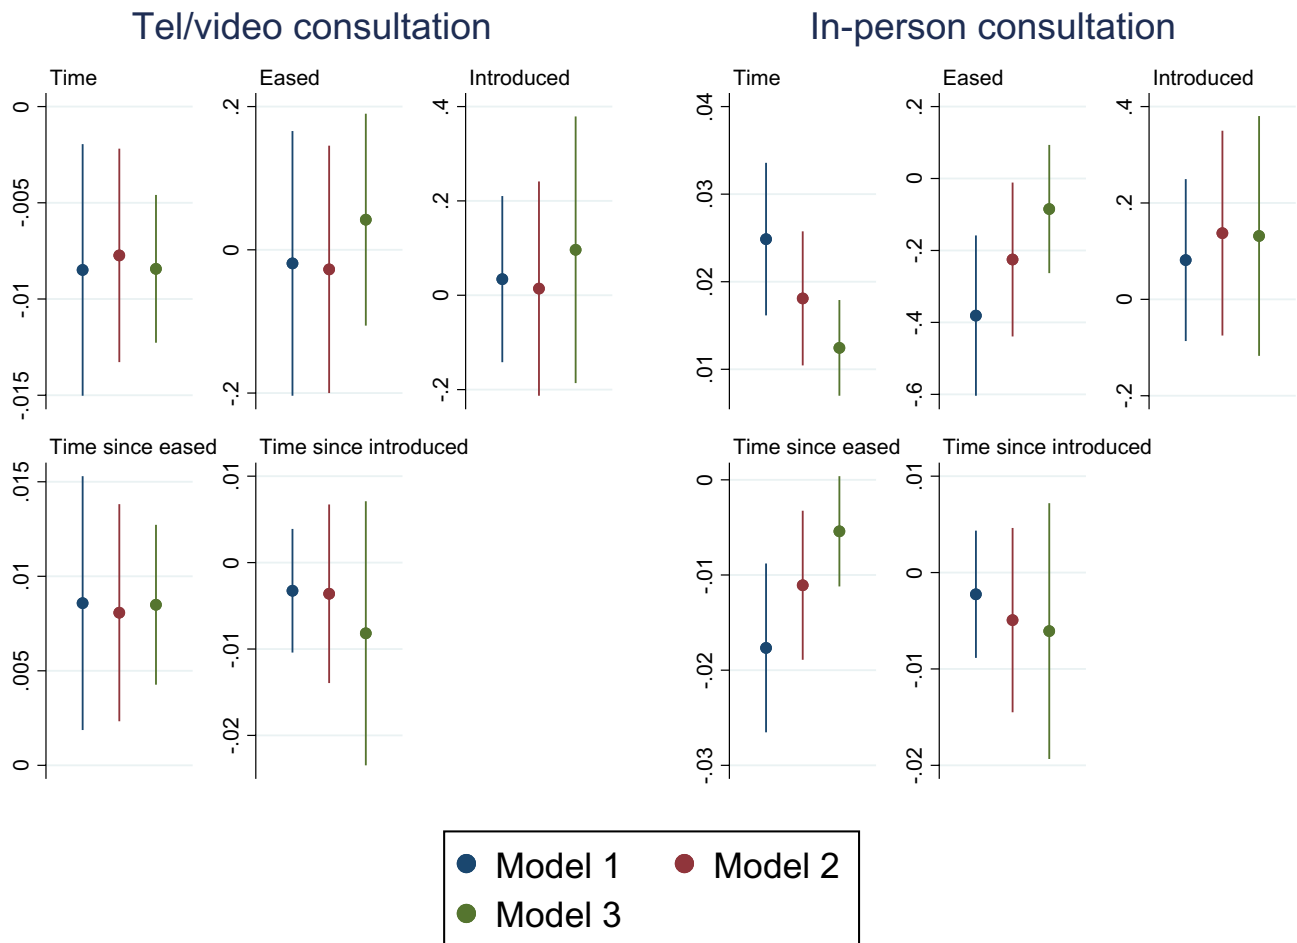 Tel/video consultation
In-person consultation
Time
Eased
Introduced
0
-.005
-.01
-.015
.2
0
-.2
.4
.2
0
-.2
Time
Eased
Introduced
.04
.03
.02
.01
.2
0
-.2
-.4
-.6
.4
.2
0
-.2
Time since eased
Time since introduced
.015
.01
.005
0
.01
0
-.01
-.02
Time since eased
Time since introduced
0
-.01
-.02
-.03
.01
0
-.01
-.02
Model 1
Model 2
Model 3